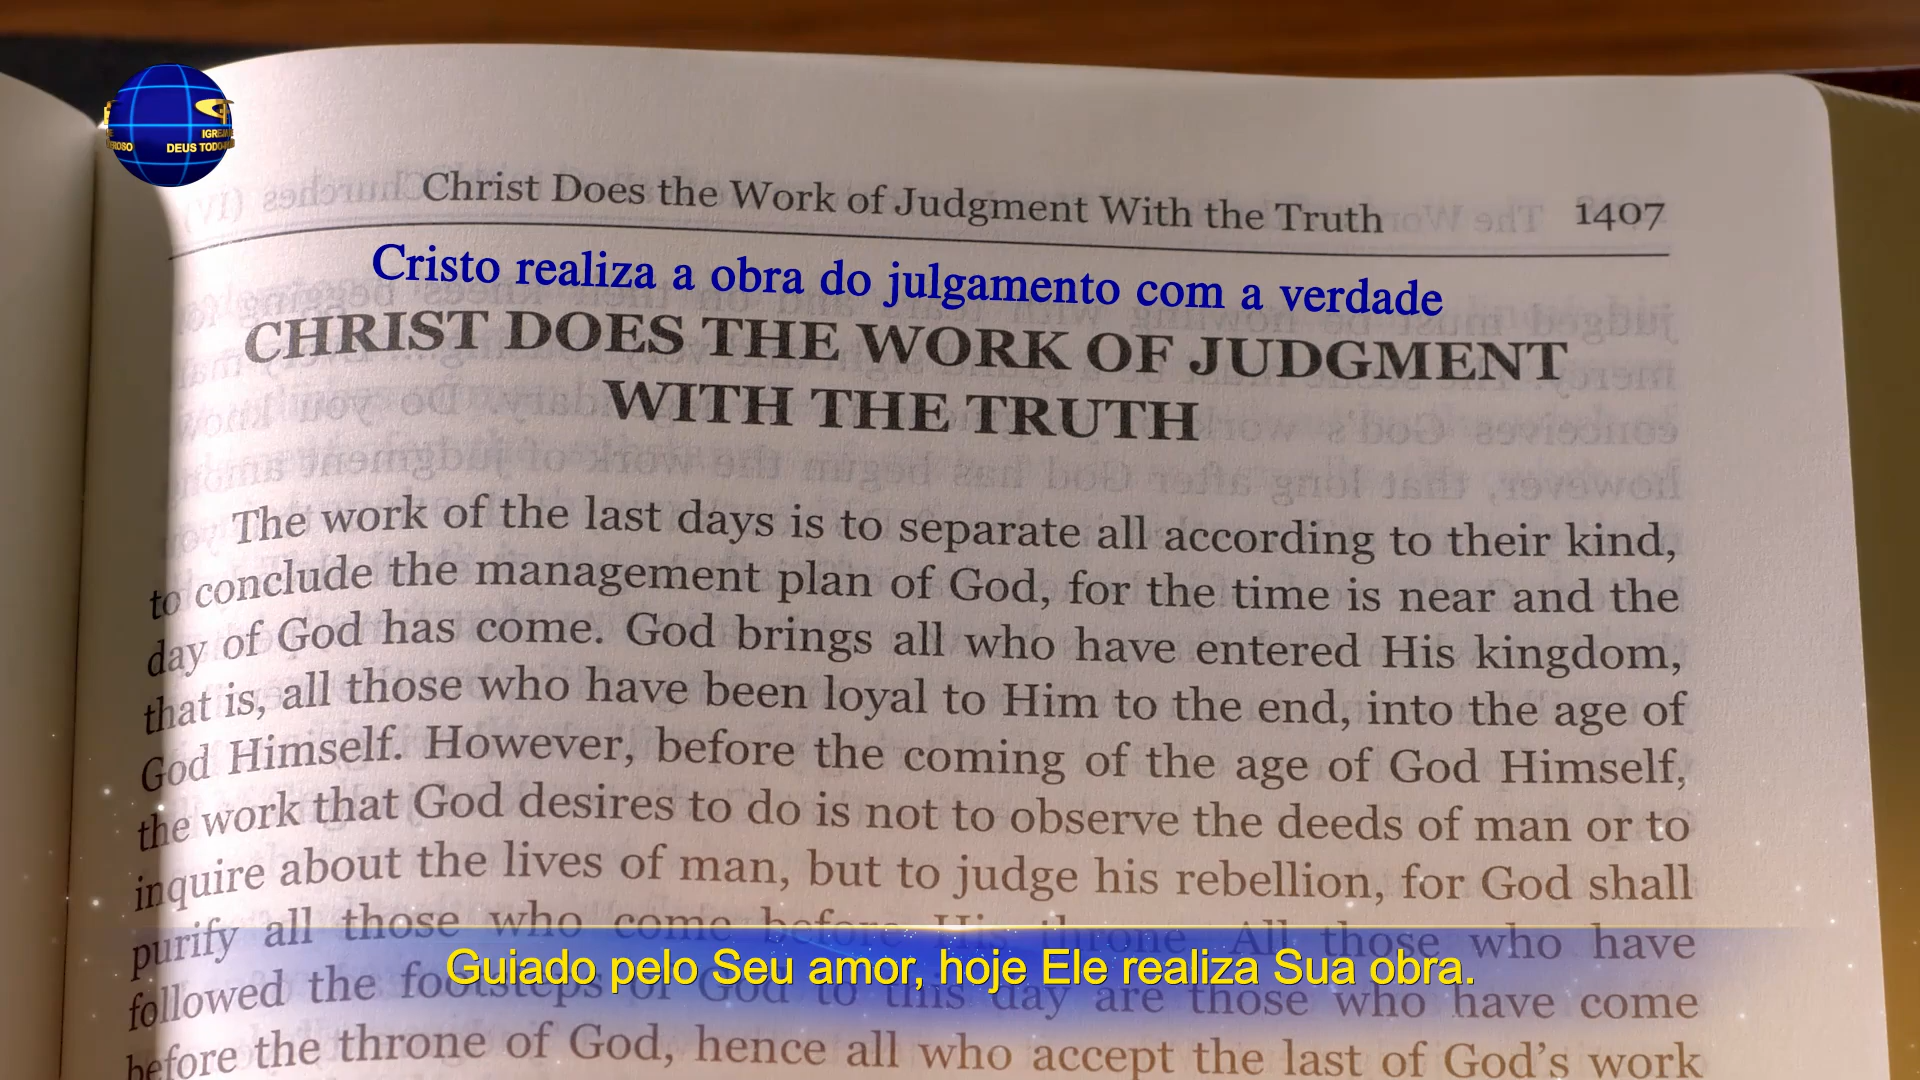 IGREJA
DEUS TODO
Christ Does the Work of Judgment With the Truth 1407
Cristo realiza a obra do julgamento com a verdade
CHRIST DOES THE WORK OF JUDGMENT
WITH THE TRUTH
The work of the last days is to separate all according to their kind,
to conclude the management plan of God, for the time is near and the
day of God has come. God brings all who have entered His kingdom,
that is, all those who have been loyal to Him to the end, into the age of
God Himself. However, before the coming of the age of God Himself,
the work that God desires to do is not to observe the deeds of man or to
inquire about the lives of man, but to judge his rebellion, for God shall
purify all those who come before His throne. All those who have
Guiado pelo Seu amor, hoje Ele realiza Sua obra.
followed the footsteps of God to this day are those who have come
before the throne of God, hence all who accept the last of God's work